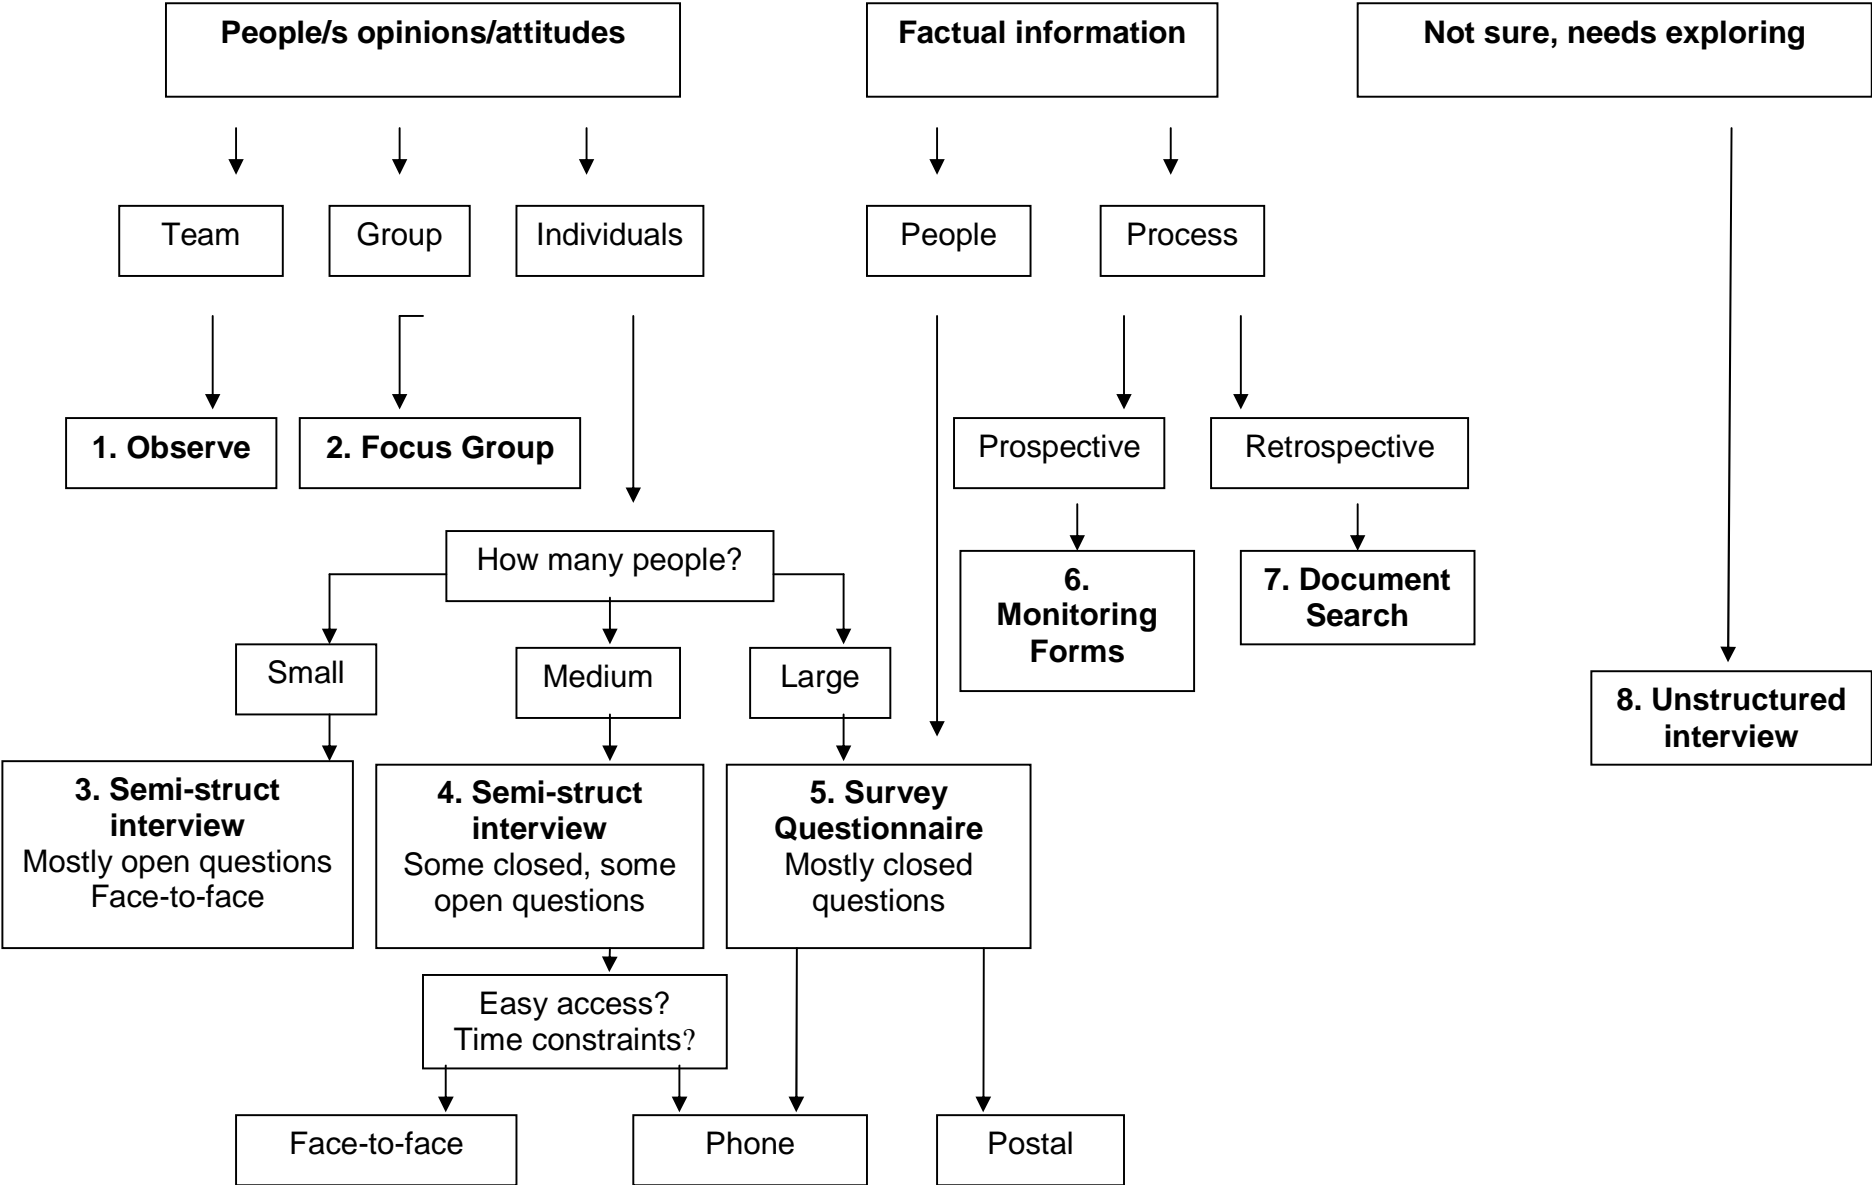 People/s opinions/attitudes
Factual information
Not sure, needs exploring
Team
Group
Individuals
People
Process
1. Observe
2. Focus Group
Prospective
Retrospective
How many people?
6.
Monitoring
Forms
7. Document
Search
Small
Medium
Large
8. Unstructured
interview
3. Semi-struct
interview
Mostly open questions
Face-to-face
4. Semi-struct
interview
Some closed, some
open questions
5. Survey
Questionnaire
Mostly closed
questions
Easy access?
Time constraints?
Face-to-face
Phone
Postal